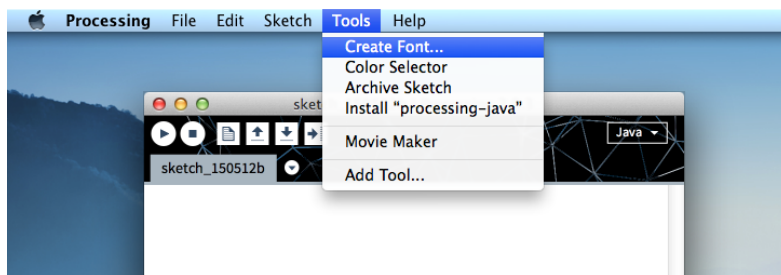 Processing File Edit Sketch Tools Help
Create Font...
Color Selector
Archive Sketch
Install “processing-java”
Movie Maker
Add Tool...
sket
Java
sketch_150512b